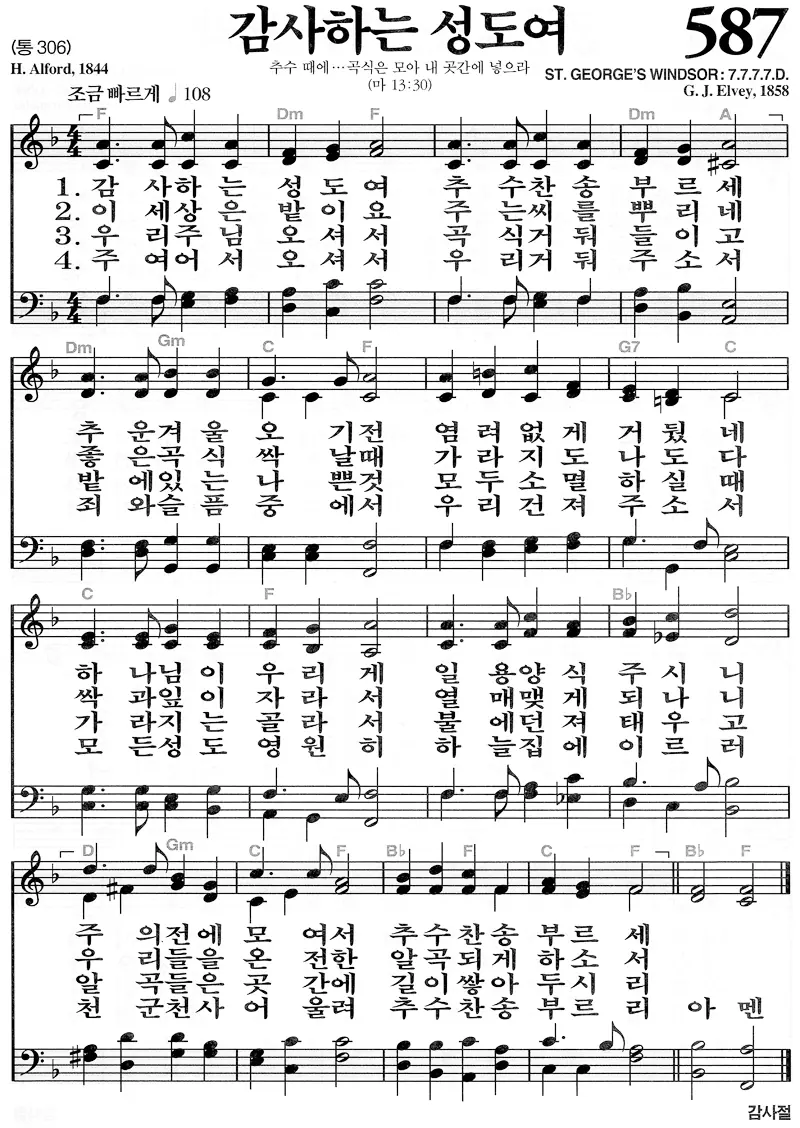 (통 306)
감사하는 성도여
587
H. Alford, 1844
추수 때에…곡식은 모아 내 곳간에 넣으라
(마 13:30)
ST. GEORGE'S WINDSOR : 7.7.7.7.D.
G. J. Elvey, 1858
조금 빠르게 ♩ 108
F Dm F Dm A
1. 감 사하 는 성 도 여 추 수찬 송 부 르 세
2. 이 세상 은 밭 이 요 주 는씨 를 뿌 리 네
3. 우 리주 님 오 셔 서 곡 식거 둬 들 이 고
4. 주 여어 서 오 셔 서 우 리거 둬 주 소 서
Dm Gm C F G7 C
추 운겨 울 오 기전 염 려 없 게 거 뒀 네
좋 은곡 식 싹 날때 가 라 지 도 나 도 다
밭 에있 는 나 쁜것 모 두 소 멸 하 실 때
죄 와슬 픔 중 에서 우 리 건 져 주 소 서
C F B♭
하 나님 이 우 리 게 일 용양 식 주 시 니
싹 과잎 이 자 라 서 열 매맺 게 되 나 니
가 라지 는 골 라 서 불 에던 져 태 우 고
모 든성 도 영 원 히 하 늘집 에 이 르 러
D Gm C F B♭ F C F B♭ F
주 의전 에 모 여서 추 수 찬 송 부 르 세
우 리들 을 온 전한 알 곡 되 게 하 소 서
알 곡들 은 곳 간에 길 이 쌓 아 두 시 리
천 군천 사 어 울려 추 수 찬 송 부 르 리 아 멘
감사절